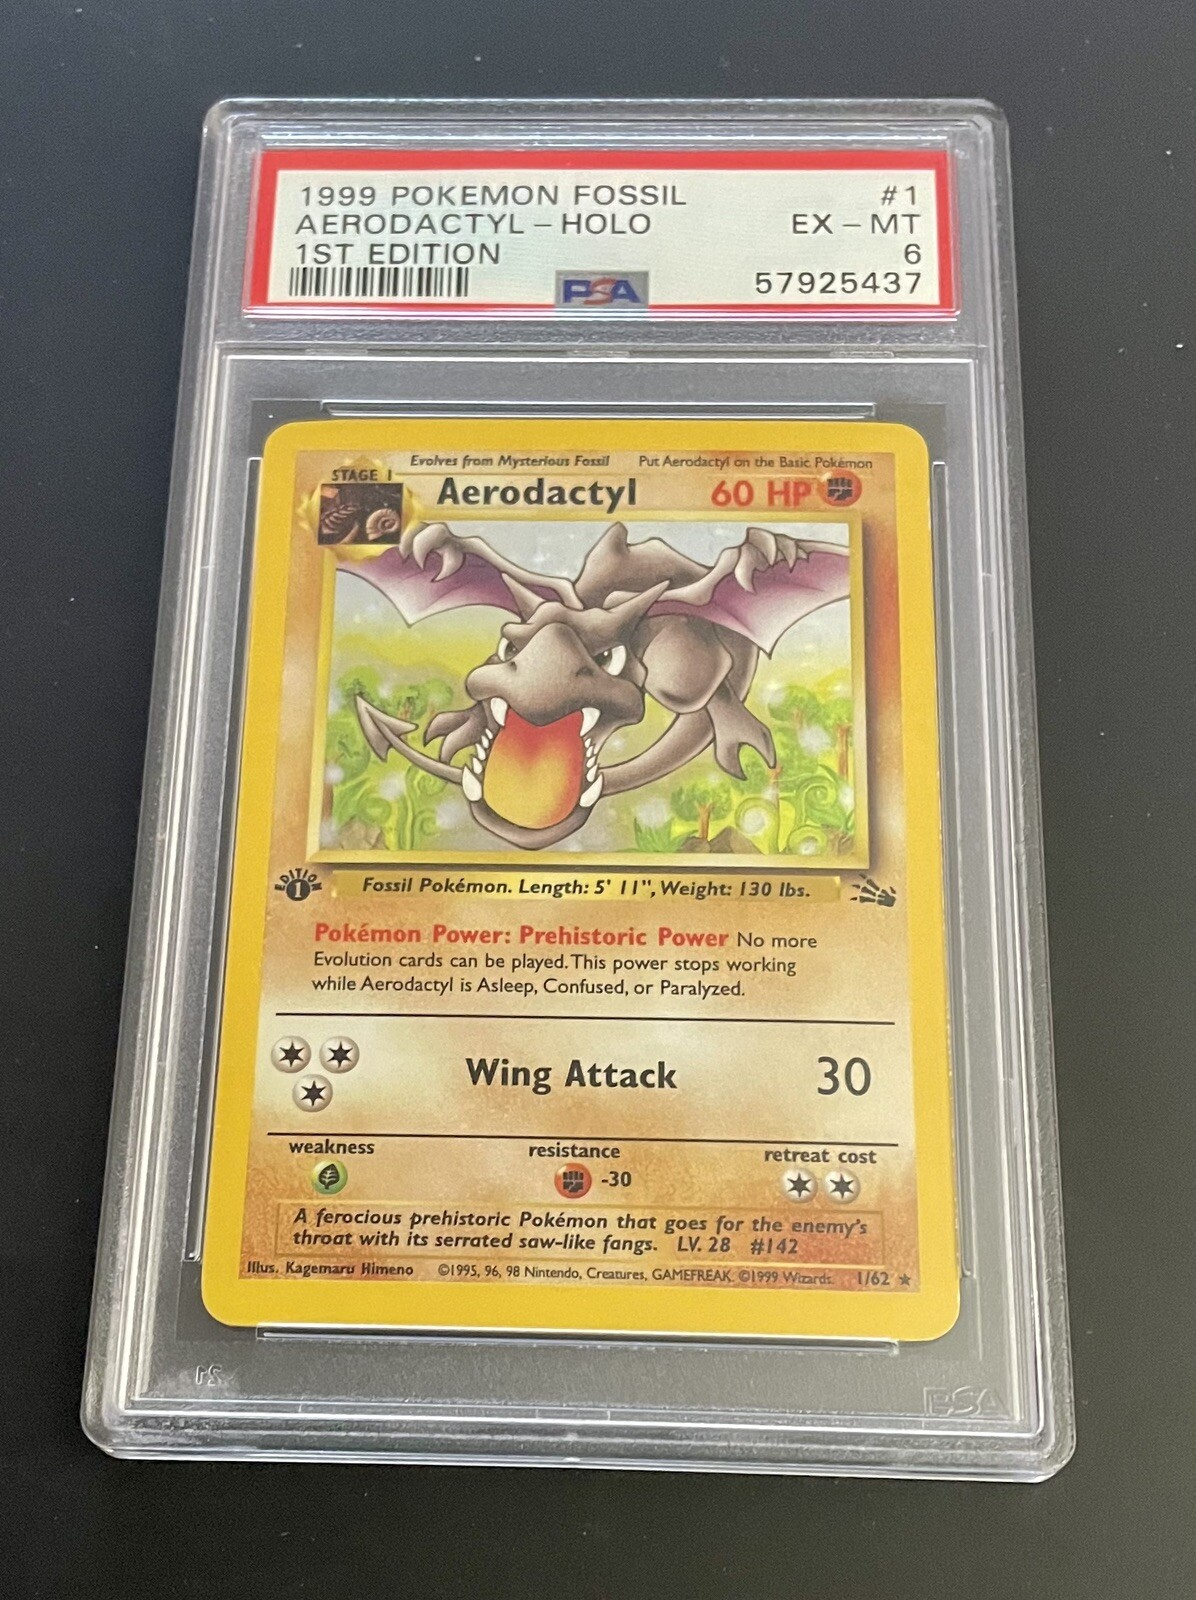 1999 POKEMON FOSSIL #1
AERODACTYL - HOLO EX - MT
1ST EDITION 6
PSA 57925437
Evolves from Mysterious Fossil Put Aerodactyl on the Basic Pokémon
STAGE 1
Aerodactyl 60 HP
EDITION
1
Fossil Pokémon. Length: 5' 11", Weight: 130 lbs.
Pokémon Power: Prehistoric Power No more
Evolution cards can be played. This power stops working
while Aerodactyl is Asleep, Confused, or Paralyzed.
Wing Attack 30
weakness resistance retreat cost
-30
A ferocious prehistoric Pokémon that goes for the enemy's
throat with its serrated saw-like fangs. LV. 28 #142
Illus. Kagemaru Himeno ©1995, 96, 98 Nintendo, Creatures, GAMEFREAK. ©1999 Wizards. 1/62 ★
PSA